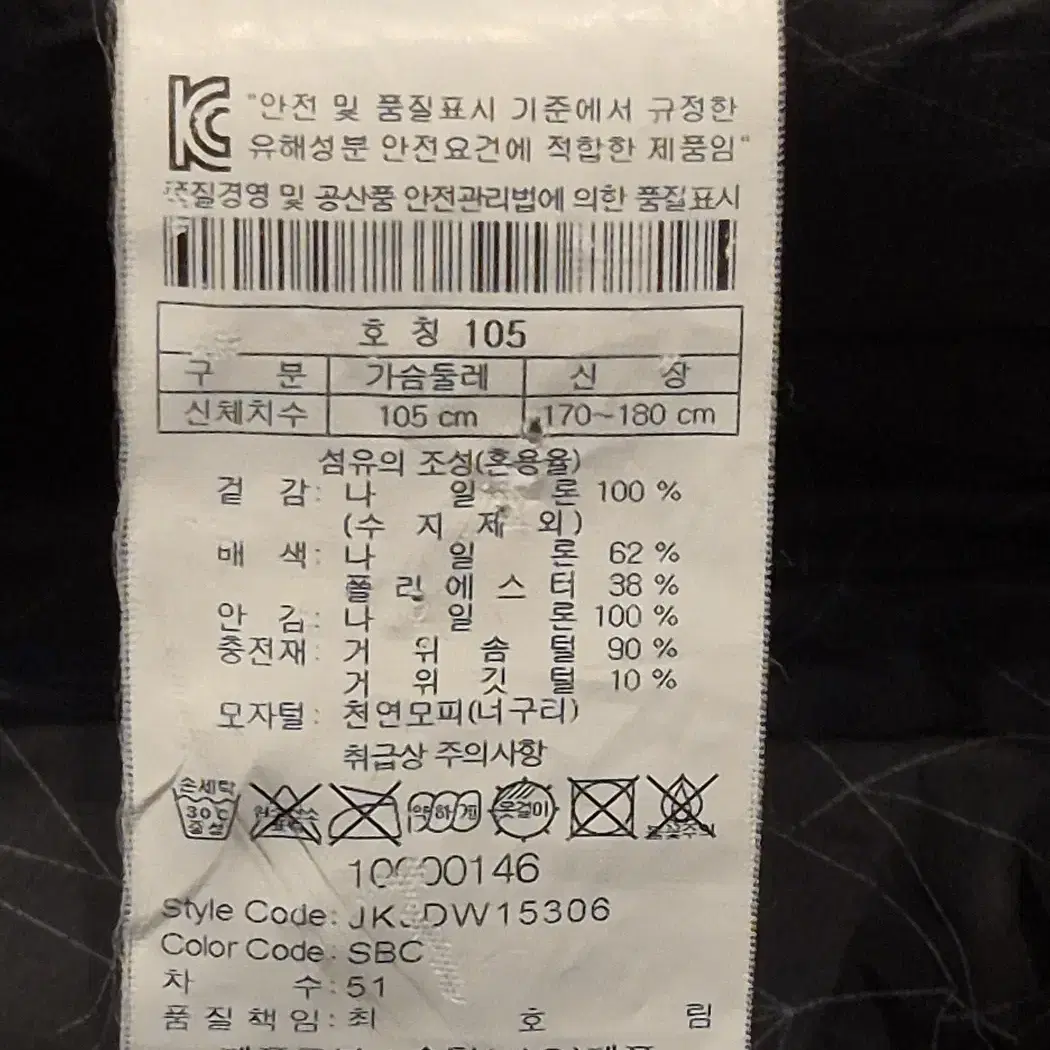 KC "안전 및 품질표시 기준에서 규정한
유해성분 안전요건에 적합한 제품임"
품질경영 및 공산품 안전관리법에 의한 품질표시
호 칭 105
구 분 가슴둘레 신 장
신체치수 105 cm 170~180 cm
섬유의 조성(혼용율)
겉 감: 나 일 론 100 %
(수 지 제 외)
배 색: 나 일 론 62 %
폴 리 에 스 터 38 %
안 감: 나 일 론 100 %
충전재: 거 위 솜 털 90 %
거 위 깃 털 10 %
모자털: 천연모피(너구리)
취급상 주의사항
손세탁
30℃
중성
약하게
옷걸이
Style Code:
Color Code: SBC
차 수: 51
품 질 책 임: 최 호 림